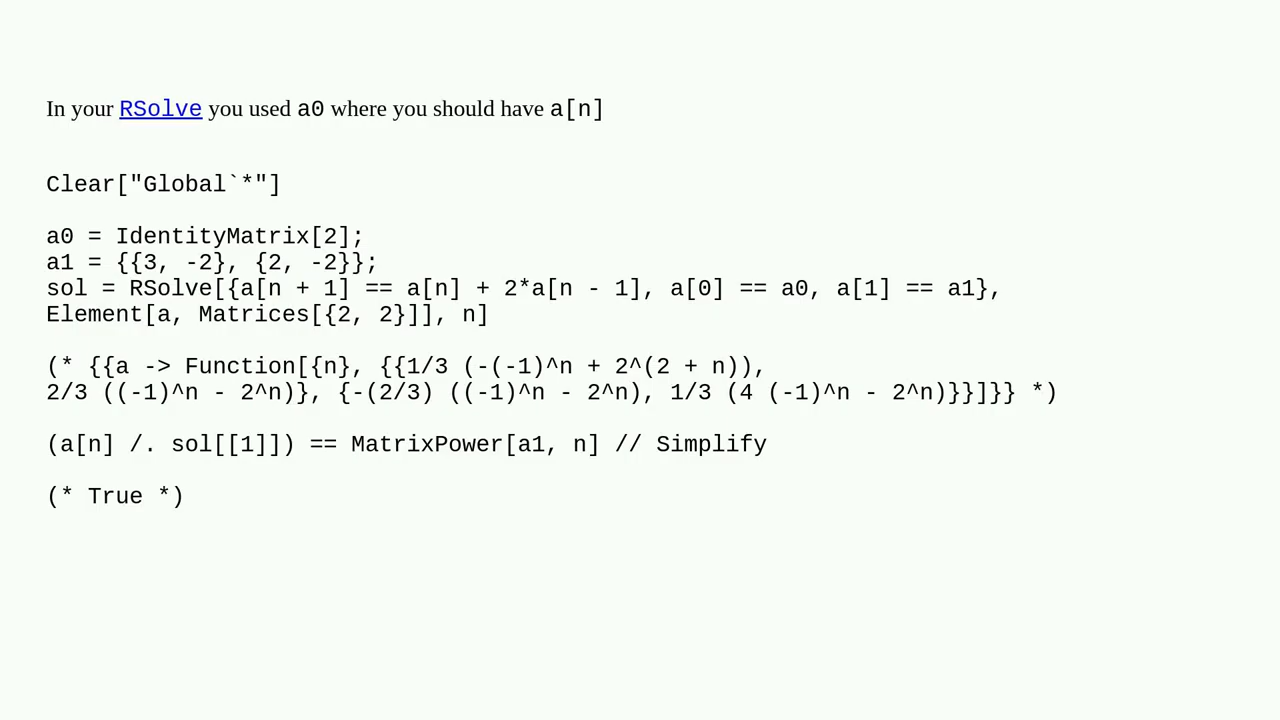 In your RSolve you used a0 where you should have a[n]
Clear["Global`*"]
a0 = IdentityMatrix[2];
a1 = {{3, -2}, {2, -2}};
sol = RSolve[{a[n + 1] == a[n] + 2*a[n - 1], a[0] == a0, a[1] == a1},
Element[a, Matrices[{2, 2}]], n]
(* {{a -> Function[{n}, {{1/3 (-(-1)^n + 2^(2 + n)),
2/3 ((-1)^n - 2^n)}, {-(2/3) ((-1)^n - 2^n), 1/3 (4 (-1)^n - 2^n)}}]}} *)
(a[n] /. sol[[1]]) == MatrixPower[a1, n] // Simplify
(* True *)